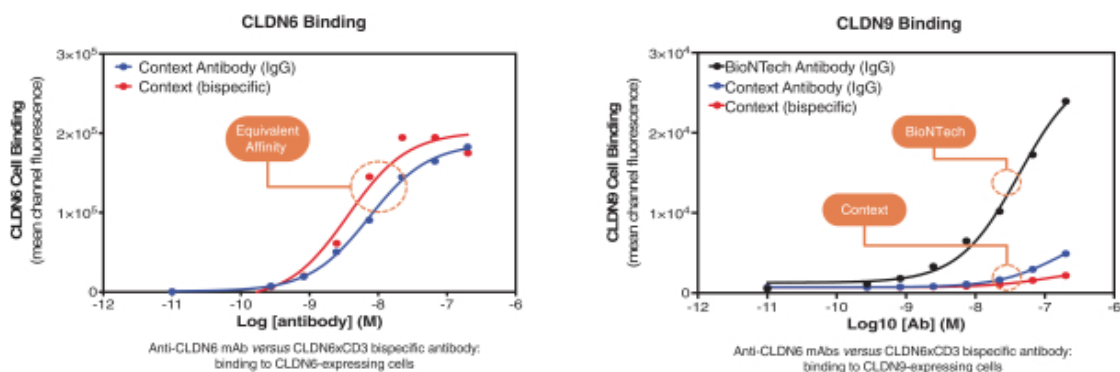 CLDN6 Binding
3×10⁵
2×10⁵
1×10⁵
0
CLDN6 Cell Binding
(mean channel fluorescence)
Context Antibody (IgG)
Context (bispecific)
Equivalent
Affinity
-12
-11
-10
-9
-8
-7
-6
Log [antibody] (M)
Anti-CLDN6 mAb versus CLDN6xCD3 bispecific antibody:
binding to CLDN6-expressing cells
CLDN9 Binding
3×10⁴
2×10⁴
1×10⁴
0
CLDN9 Cell Binding
(mean channel fluorescence)
BioNTech Antibody (IgG)
Context Antibody (IgG)
Context (bispecific)
BioNTech
Context
-12
-11
-10
-9
-8
-7
-6
Log10 [Ab] (M)
Anti-CLDN6 mAbs versus CLDN6xCD3 bispecific antibody:
binding to CLDN9-expressing cells